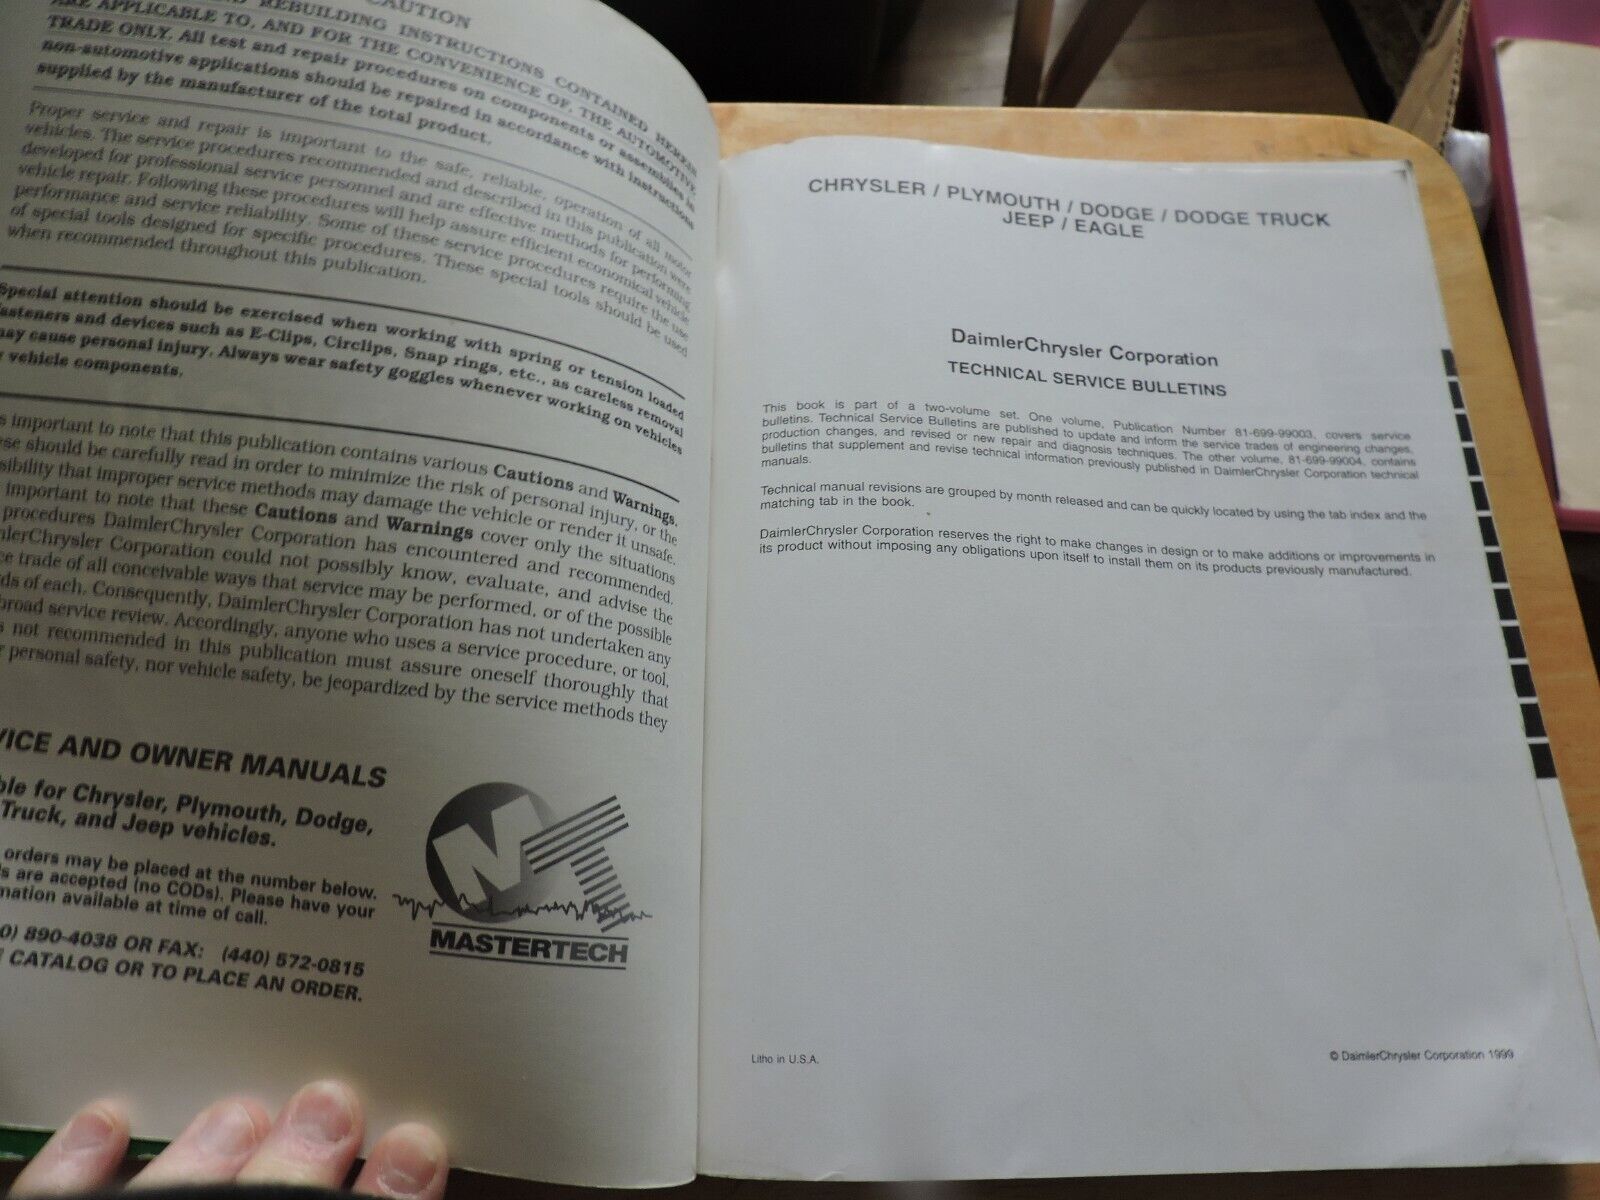 CAUTION
REBUILDING INSTRUCTIONS CONTAINED HEREIN
ARE APPLICABLE TO, AND FOR THE CONVENIENCE OF, THE AUTOMOTIVE
TRADE ONLY. All test and repair procedures on components or assemblies in
non-automotive applications should be repaired in accordance with instructions
supplied by the manufacturer of the total product.
Proper service and repair is important to the safe, reliable, operation of all motor
vehicles. The service procedures recommended and described in this publication were
developed for professional service personnel and are effective methods for performing
vehicle repair. Following these procedures will help assure efficient economical vehicle
performance and service reliability. Some of these service procedures require the use
of special tools designed for specific procedures. These special tools should be used
when recommended throughout this publication.
Special attention should be exercised when working with spring or tension loaded
fasteners and devices such as E-Clips, Circlips, Snap rings, etc., as careless removal
may cause personal injury. Always wear safety goggles whenever working on vehicles
vehicle components.
important to note that this publication contains various Cautions and Warnings.
should be carefully read in order to minimize the risk of personal injury, or the
that improper service methods may damage the vehicle or render it unsafe.
important to note that these Cautions and Warnings cover only the situations
procedures DaimlerChrysler Corporation has encountered and recommended.
Corporation could not possibly know, evaluate, and advise the
trade of all conceivable ways that service may be performed, or of the possible
of each. Consequently, DaimlerChrysler Corporation has not undertaken any
service review. Accordingly, anyone who uses a service procedure, or tool,
not recommended in this publication must assure oneself thoroughly that
personal safety, nor vehicle safety, be jeopardized by the service methods they
VICE AND OWNER MANUALS
ble for Chrysler, Plymouth, Dodge,
Truck, and Jeep vehicles.
orders may be placed at the number below.
are accepted (no CODs). Please have your
mation available at time of call.
0) 890-4038 OR FAX: (440) 572-0815
CATALOG OR TO PLACE AN ORDER.
MT
MASTERTECH
CHRYSLER / PLYMOUTH / DODGE / DODGE TRUCK
JEEP / EAGLE
DaimlerChrysler Corporation
TECHNICAL SERVICE BULLETINS
This book is part of a two-volume set. One volume, Publication Number 81-699-99003, covers service
bulletins. Technical Service Bulletins are published to update and inform the service trades of engineering changes,
production changes, and revised or new repair and diagnosis techniques. The other volume, 81-699-99004, contains
bulletins that supplement and revise technical information previously published in DaimlerChrysler Corporation technical
manuals.
Technical manual revisions are grouped by month released and can be quickly located by using the tab index and the
matching tab in the book.
DaimlerChrysler Corporation reserves the right to make changes in design or to make additions or improvements in
its product without imposing any obligations upon itself to install them on its products previously manufactured.
Litho in U.S.A.
© DaimlerChrysler Corporation 1999